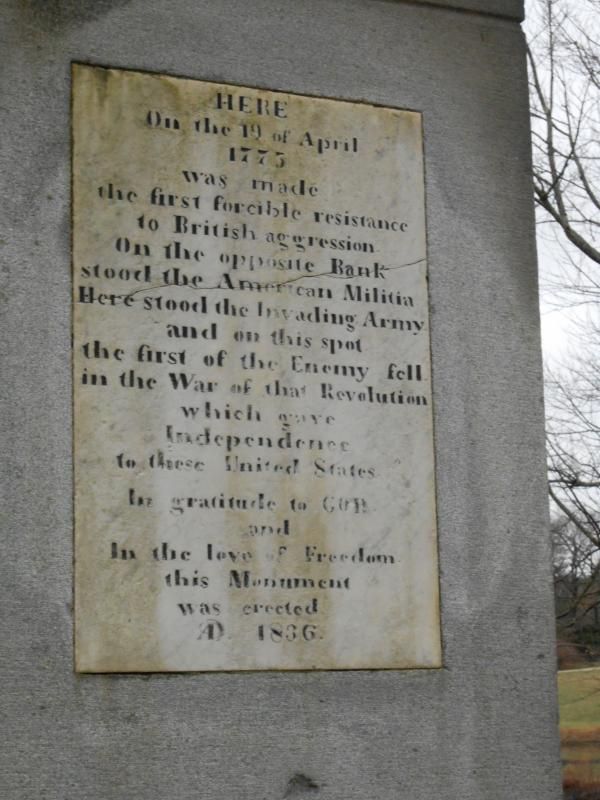 HERE
On the 19 of April
1775
was made
the first forcible resistance
to British aggression
On the opposite Bank
stood the American Militia
Here stood the Invading Army
and on this spot
the first of the Enemy fell
in the War of that Revolution
which gave
Independence
to these United States
In gratitude to GOD
and
In the love of Freedom
this Monument
was erected
AD. 1836.